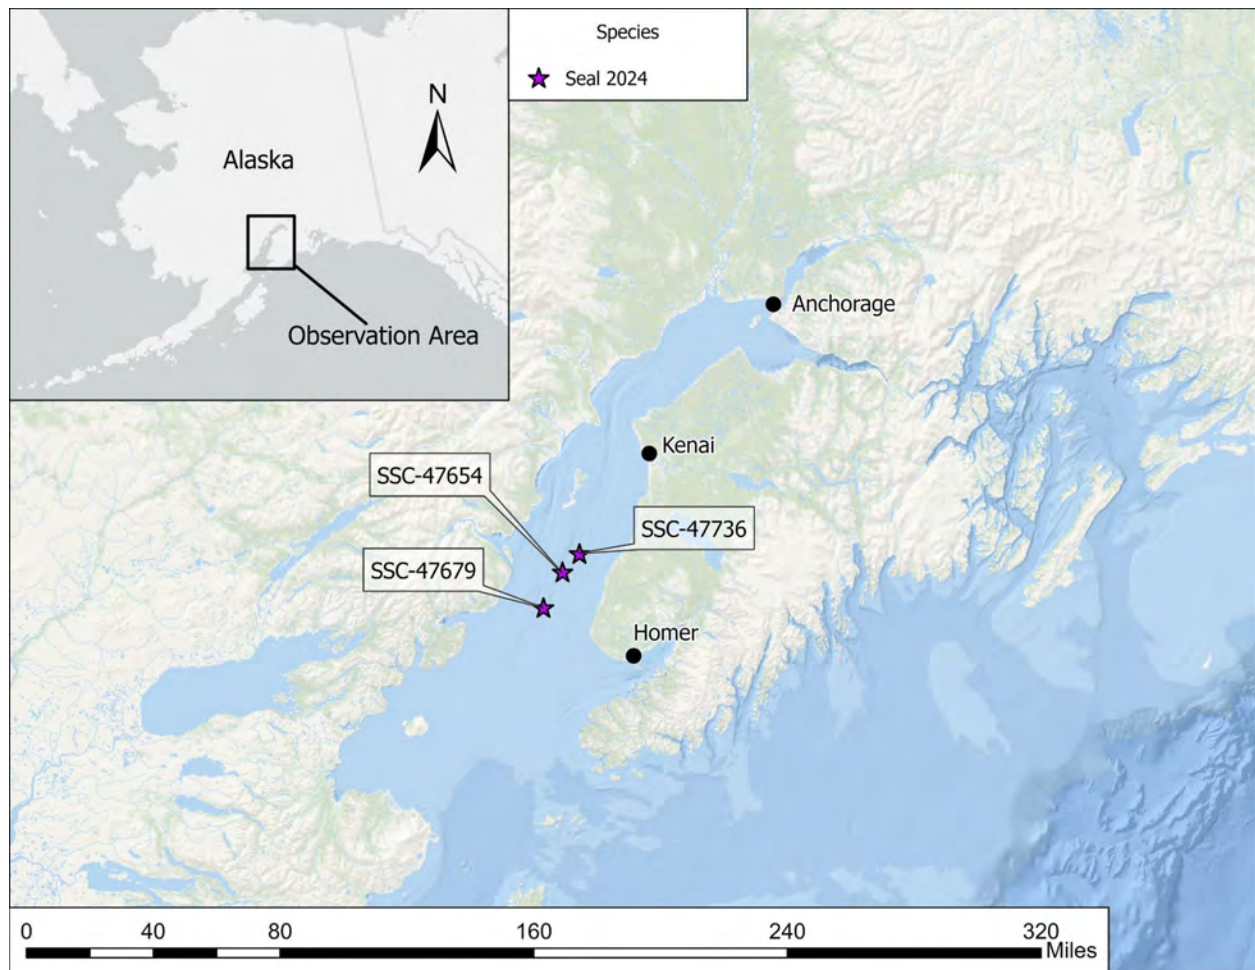 Species
Seal 2024
N
Alaska
Observation Area
Anchorage
Kenai
SSC-47654
SSC-47736
SSC-47679
Homer
0 40 80 160 240 320
Miles